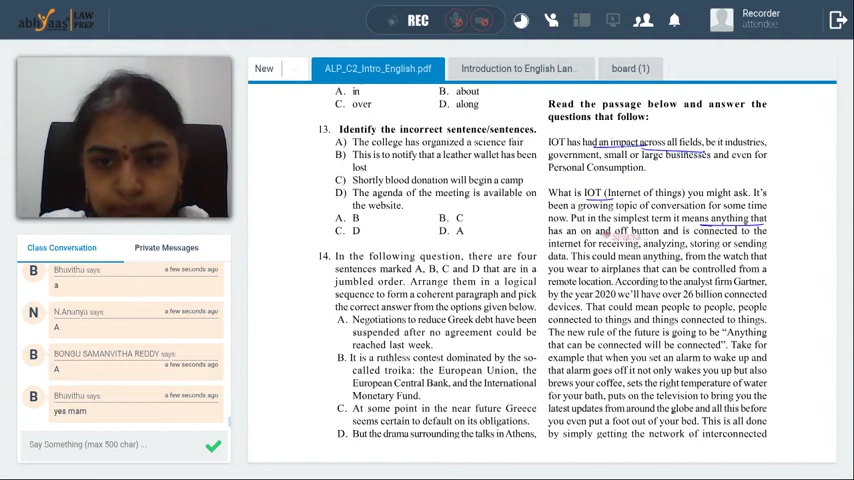 abhyaas LAW PREP
REC
Recorder
attendee
New
ALP_C2_Intro_English.pdf
Introduction to English Lan...
board (1)
Class Conversation
Private Messages
B
Bhavithu says:
a few seconds ago
a
N
N.Ananya says:
a few seconds ago
A
B
BONGU SAMANVITHA REDDY says:
a few seconds ago
A
B
Bhavitha says:
a few seconds ago
yes mam
Say Something (max 500 char) ...
A. in B. about
C. over D. along
13. Identify the incorrect sentence/sentences.
A) The college has organized a science fair
B) This is to notify that a leather wallet has been
lost
C) Shortly blood donation will begin a camp
D) The agenda of the meeting is available on
the website.
A. B B. C
C. D D. A
14. In the following question, there are four
sentences marked A, B, C and D that are in a
jumbled order. Arrange them in a logical
sequence to form a coherent paragraph and pick
the correct answer from the options given below.
A. Negotiations to reduce Greek debt have been
suspended after no agreement could be
reached last week.
B. It is a ruthless contest dominated by the so-
called troika: the European Union, the
European Central Bank, and the International
Monetary Fund.
C. At some point in the near future Greece
seems certain to default on its obligations.
D. But the drama surrounding the talks in Athens,
Read the passage below and answer the
questions that follow:
IOT has had an impact across all fields, be it industries,
government, small or large businesses and even for
Personal Consumption.
What is IOT (Internet of things) you might ask. It's
been a growing topic of conversation for some time
now. Put in the simplest term it means anything that
has an on and off button and is connected to the
internet for receiving, analyzing, storing or sending
data. This could mean anything, from the watch that
you wear to airplanes that can be controlled from a
remote location. According to the analyst firm Gartner,
by the year 2020 we'll have over 26 billion connected
devices. That could mean people to people, people
connected to things and things connected to things.
The new rule of the future is going to be “Anything
that can be connected will be connected”. Take for
example that when you set an alarm to wake up and
that alarm goes off it not only wakes you up but also
brews your coffee, sets the right temperature of water
for your bath, puts on the television to bring you the
latest updates from around the globe and all this before
you even put a foot out of your bed. This is all done
by simply getting the network of interconnected